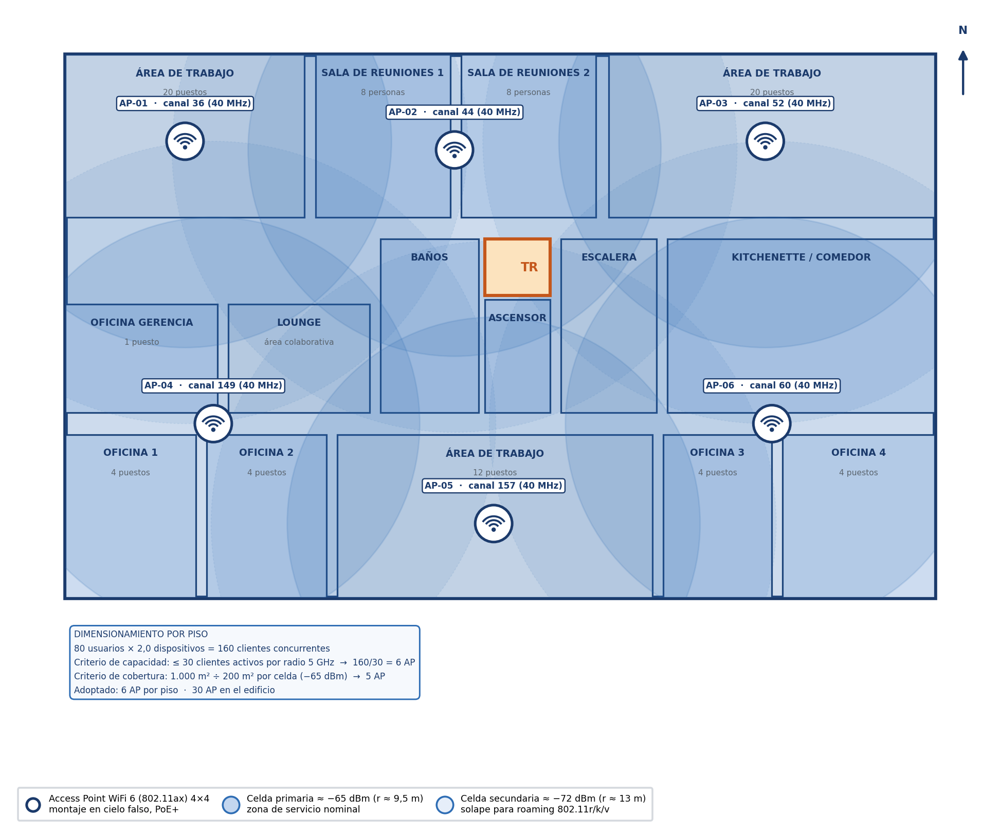 N
ÁREA DE TRABAJO
20 puestos
AP-01 · canal 36 (40 MHz)
SALA DE REUNIONES 1
8 personas
SALA DE REUNIONES 2
8 personas
AP-02 · canal 44 (40 MHz)
ÁREA DE TRABAJO
20 puestos
AP-03 · canal 52 (40 MHz)
BAÑOS
TR
ESCALERA
KITCHENETTE / COMEDOR
ASCENSOR
OFICINA GERENCIA
1 puesto
LOUNGE
área colaborativa
AP-04 · canal 149 (40 MHz)
AP-06 · canal 60 (40 MHz)
OFICINA 1
4 puestos
OFICINA 2
4 puestos
ÁREA DE TRABAJO
12 puestos
AP-05 · canal 157 (40 MHz)
OFICINA 3
4 puestos
OFICINA 4
4 puestos
DIMENSIONAMIENTO POR PISO
80 usuarios × 2,0 dispositivos = 160 clientes concurrentes
Criterio de capacidad: ≤ 30 clientes activos por radio 5 GHz → 160/30 = 6 AP
Criterio de cobertura: 1.000 m² ÷ 200 m² por celda (−65 dBm) → 5 AP
Adoptado: 6 AP por piso · 30 AP en el edificio
Access Point WiFi 6 (802.11ax) 4×4
montaje en cielo falso, PoE+
Celda primaria ≈ −65 dBm (r ≈ 9,5 m)
zona de servicio nominal
Celda secundaria ≈ −72 dBm (r ≈ 13 m)
solape para roaming 802.11r/k/v